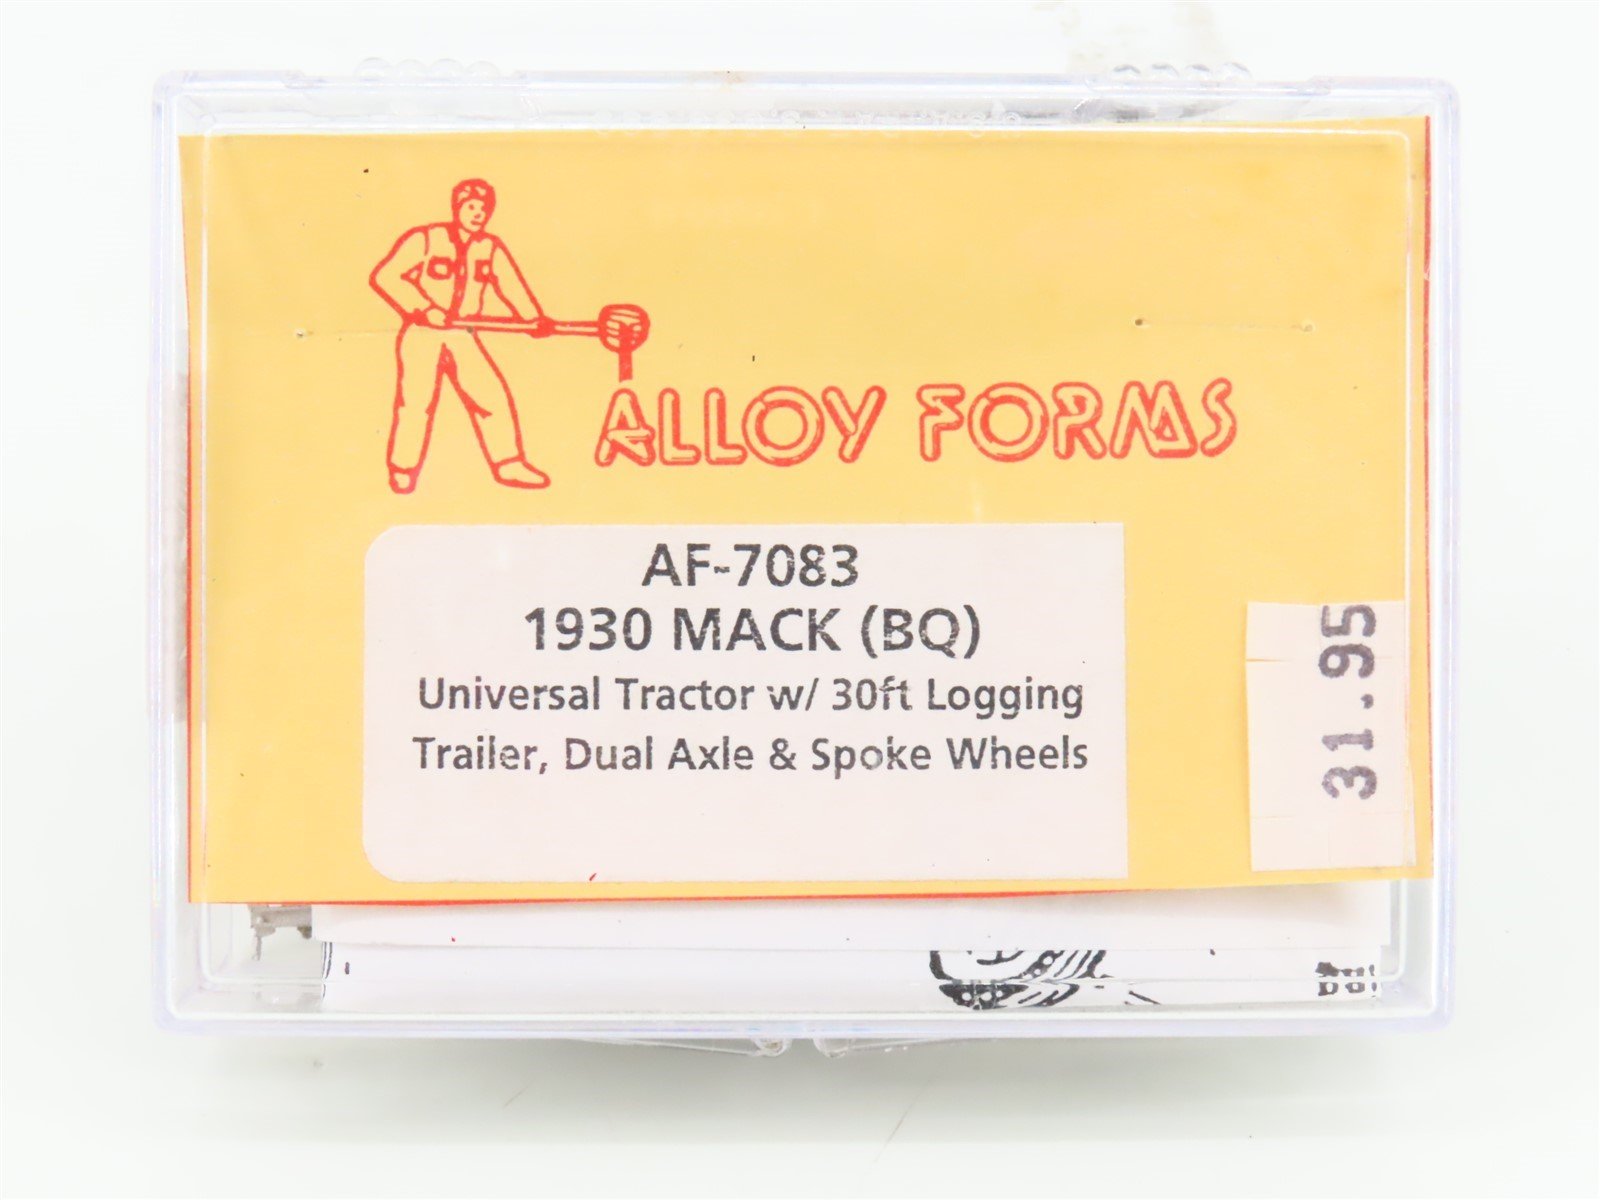 ALLOY FORMS
AF-7083
1930 MACK (BQ)
Universal Tractor w/ 30ft Logging
Trailer, Dual Axle & Spoke Wheels
31.95